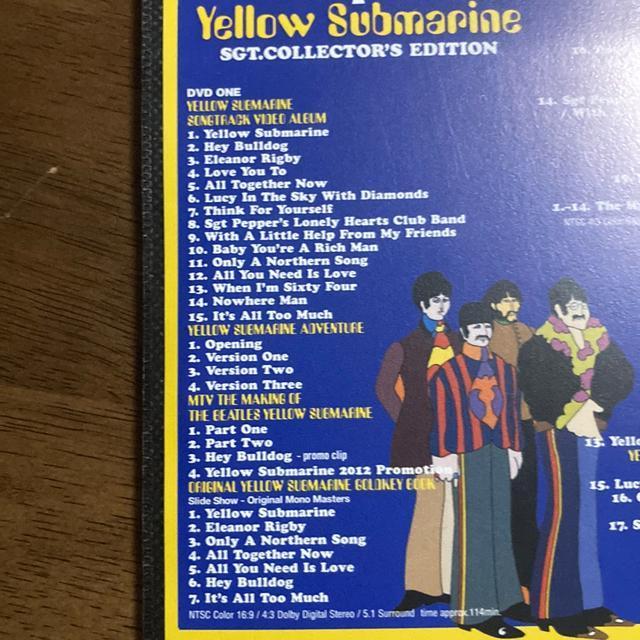 Yellow Submarine
SGT.COLLECTOR'S EDITION
DVD ONE
YELLOW SUBMARINE
SONGTRACK VIDEO ALBUM
1. Yellow Submarine
2. Hey Bulldog
3. Eleanor Rigby
4. Love You To
5. All Together Now
6. Lucy In The Sky With Diamonds
7. Think For Yourself
8. Sgt Pepper's Lonely Hearts Club Band
9. With A Little Help From My Friends
10. Baby You're A Rich Man
11. Only A Northern Song
12. All You Need Is Love
13. When I'm Sixty Four
14. Nowhere Man
15. It's All Too Much
YELLOW SUBMARINE ADVENTURE
1. Opening
2. Version One
3. Version Two
4. Version Three
MTV THE MAKING OF
THE BEATLES YELLOW SUBMARINE
1. Part One
2. Part Two
3. Hey Bulldog - promo clip
4. Yellow Submarine 2012 Promotion
ORIGINAL YELLOW SUBMARINE GOLDKEY BOOK
Slide Show - Original Mono Masters
1. Yellow Submarine
2. Eleanor Rigby
3. Only A Northern Song
4. All Together Now
5. All You Need Is Love
6. Hey Bulldog
7. It's All Too Much
NTSC Color 16:9 / 4:3 Dolby Digital Stereo / 5.1 Surround time approx.114min.
14. Sgt
/ With
1.-14. The
NTSC 4:3
13. Yell
YE
15. Luc
16.
17. S